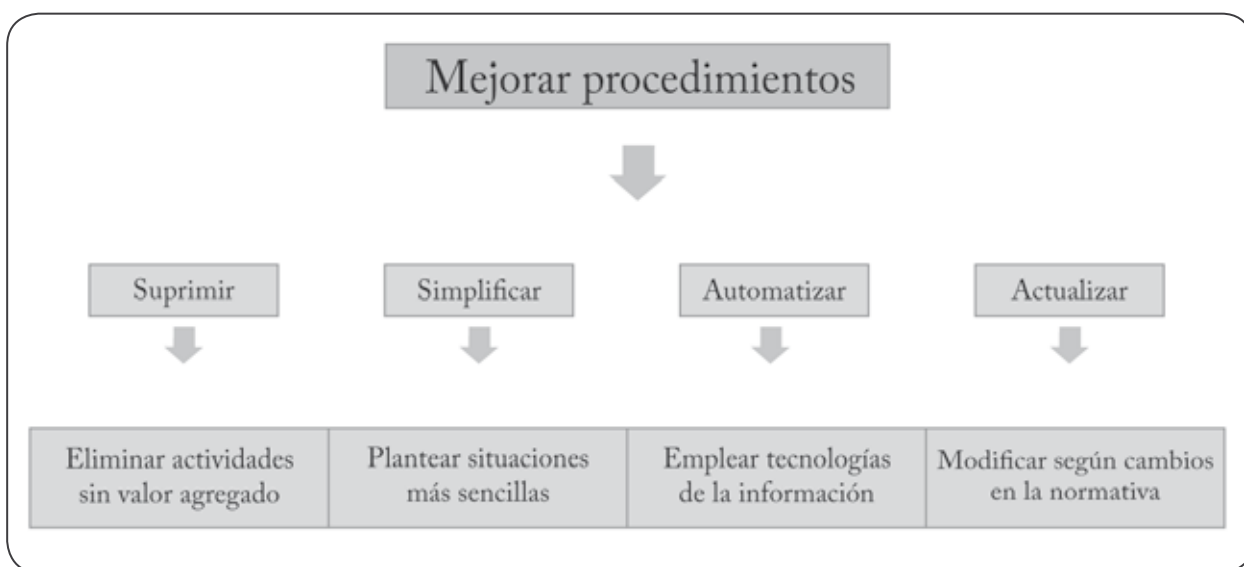 Mejorar procedimientos
Suprimir
Simplificar
Automatizar
Actualizar
Eliminar actividades
sin valor agregado
Plantear situaciones
más sencillas
Emplear tecnologías
de la información
Modificar según cambios
en la normativa